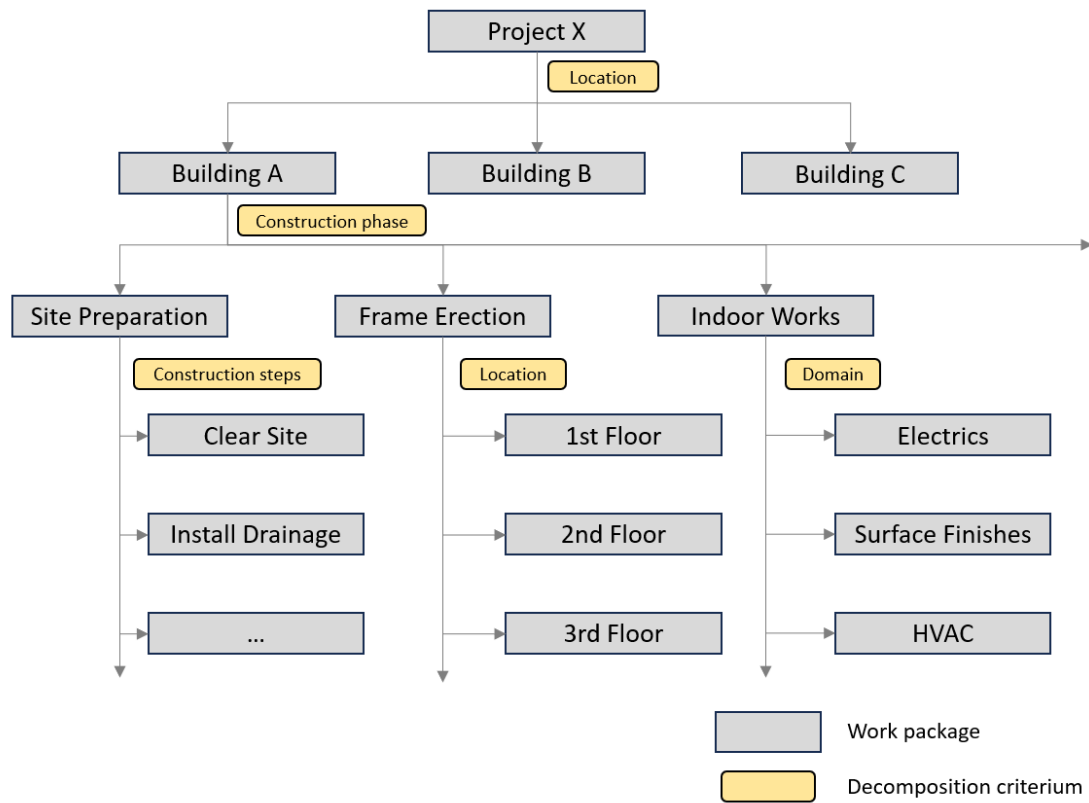 Project X
Location
Building A
Building B
Building C
Construction phase
Site Preparation
Frame Erection
Indoor Works
Construction steps
Location
Domain
Clear Site
1st Floor
Electrics
Install Drainage
2nd Floor
Surface Finishes
...
3rd Floor
HVAC
Work package
Decomposition criterium